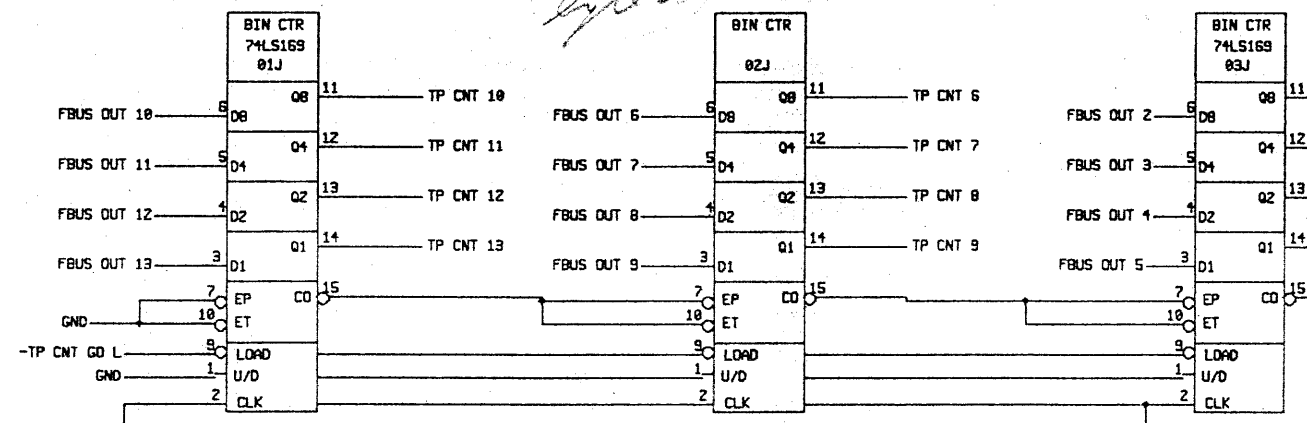 BIN CTR
74LS169
01J
FBUS OUT 10 6 D8 Q8 11 TP CNT 10
FBUS OUT 11 5 D4 Q4 12 TP CNT 11
FBUS OUT 12 4 D2 Q2 13 TP CNT 12
FBUS OUT 13 3 D1 Q1 14 TP CNT 13
7 EP CO 15
GND 10 ET
-TP CNT GO L 9 LOAD
GND 1 U/D
2 CLK
BIN CTR
02J
FBUS OUT 6 6 D8 Q8 11 TP CNT 6
FBUS OUT 7 5 D4 Q4 12 TP CNT 7
FBUS OUT 8 4 D2 Q2 13 TP CNT 8
FBUS OUT 9 3 D1 Q1 14 TP CNT 9
7 EP CO 15
10 ET
9 LOAD
1 U/D
2 CLK
BIN CTR
74LS169
03J
FBUS OUT 2 6 D8 Q8 11
FBUS OUT 3 5 D4 Q4 12
FBUS OUT 4 4 D2 Q2 13
FBUS OUT 5 3 D1 Q1 14
7 EP CO 15
10 ET
9 LOAD
1 U/D
2 CLK